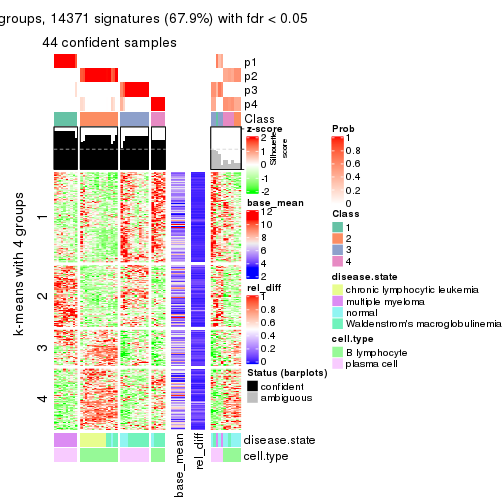 groups, 14371 signatures (67.9%) with fdr < 0.05
44 confident samples
p1
p2
p3
p4
Class
Silhouette
score
k-means with 4 groups
1
2
3
4
base_mean
rel_diff
disease.state
cell.type
z-score
2
1
0
-1
-2
base_mean
12
10
8
6
4
2
rel_diff
1
0.8
0.6
0.4
0.2
0
Status (barplots)
confident
ambiguous
Prob
1
0.8
0.6
0.4
0.2
0
Class
1
2
3
4
disease.state
chronic lymphocytic leukemia
multiple myeloma
normal
Waldenstrom's macroglobulinemia
cell.type
B lymphocyte
plasma cell